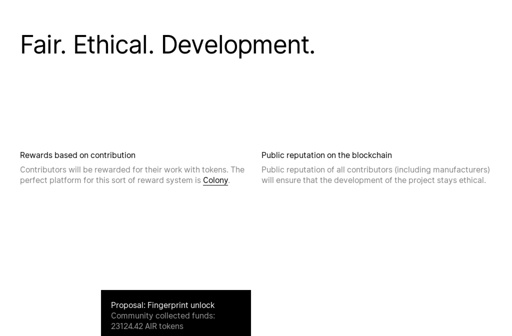 Fair. Ethical. Development.
Rewards based on contribution
Contributors will be rewarded for their work with tokens. The
perfect platform for this sort of reward system is Colony.
Public reputation on the blockchain
Public reputation of all contributors (including manufacturers)
will ensure that the development of the project stays ethical.
Proposal: Fingerprint unlock
Community collected funds:
23124.42 AIR tokens